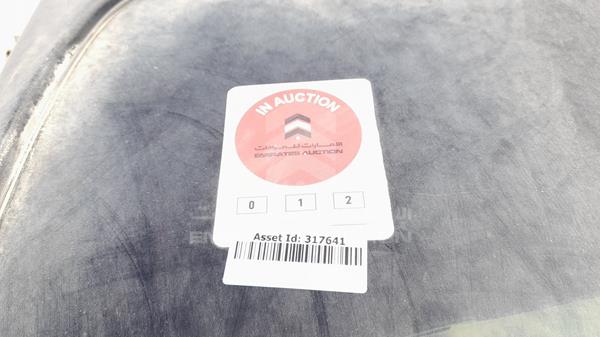 IN AUCTION
الإمارات للمزادات
EMIRATES AUCTION
0 1 2
Asset Id: 317641